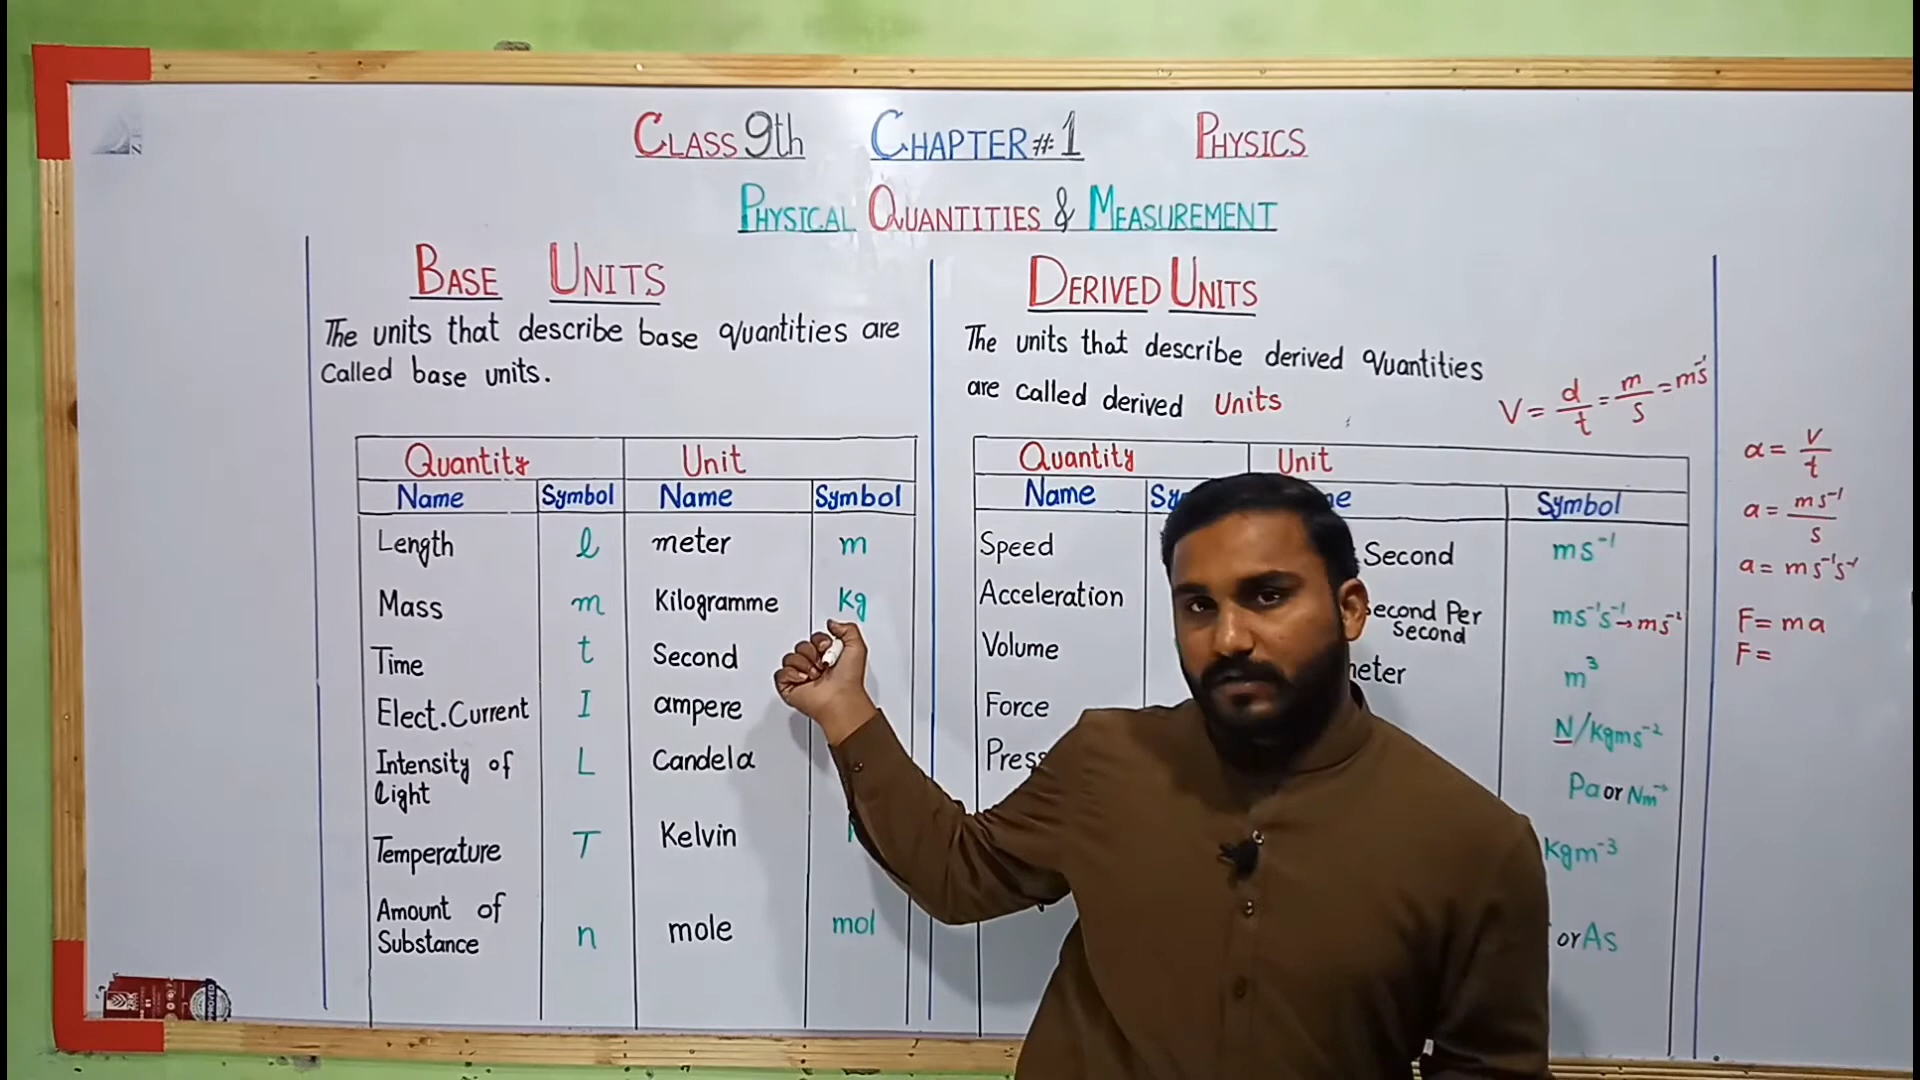 CLASS 9th CHAPTER #1 PHYSICS
PHYSICAL QUANTITIES & MEASUREMENT
BASE UNITS
The units that describe base quantities are
called base units.
Quantity Unit
Name Symbol Name Symbol
Length l meter m
Mass m Kilogramme kg
Time t Second
Elect. Current I ampere
Intensity of
light L Candela
Temperature T Kelvin
Amount of
Substance n mole mol
DERIVED UNITS
The units that describe derived quantities
are called derived Units
V = d/t = m/s = ms⁻¹
Quantity Unit
Name Symbol
Speed Second ms⁻¹
Acceleration Second Per
Second ms⁻¹s⁻¹→ms⁻²
Volume m³
Force N/Kgms⁻²
Pa or
Kgm⁻³
or As
a = v/t
a = ms⁻¹/s
a = ms⁻¹s⁻¹
F = ma
F =